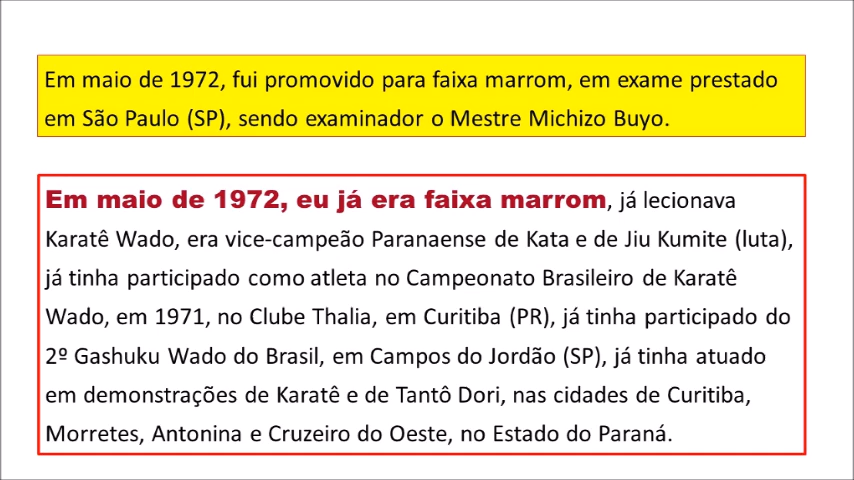 Em maio de 1972, fui promovido para faixa marrom, em exame prestado
em São Paulo (SP), sendo examinador o Mestre Michizo Buyo.
Em maio de 1972, eu já era faixa marrom, já lecionava
Karatê Wado, era vice-campeão Paranaense de Kata e de Jiu Kumite (luta),
já tinha participado como atleta no Campeonato Brasileiro de Karatê
Wado, em 1971, no Clube Thalia, em Curitiba (PR), já tinha participado do
2º Gashuku Wado do Brasil, em Campos do Jordão (SP), já tinha atuado
em demonstrações de Karatê e de Tantô Dori, nas cidades de Curitiba,
Morretes, Antonina e Cruzeiro do Oeste, no Estado do Paraná.